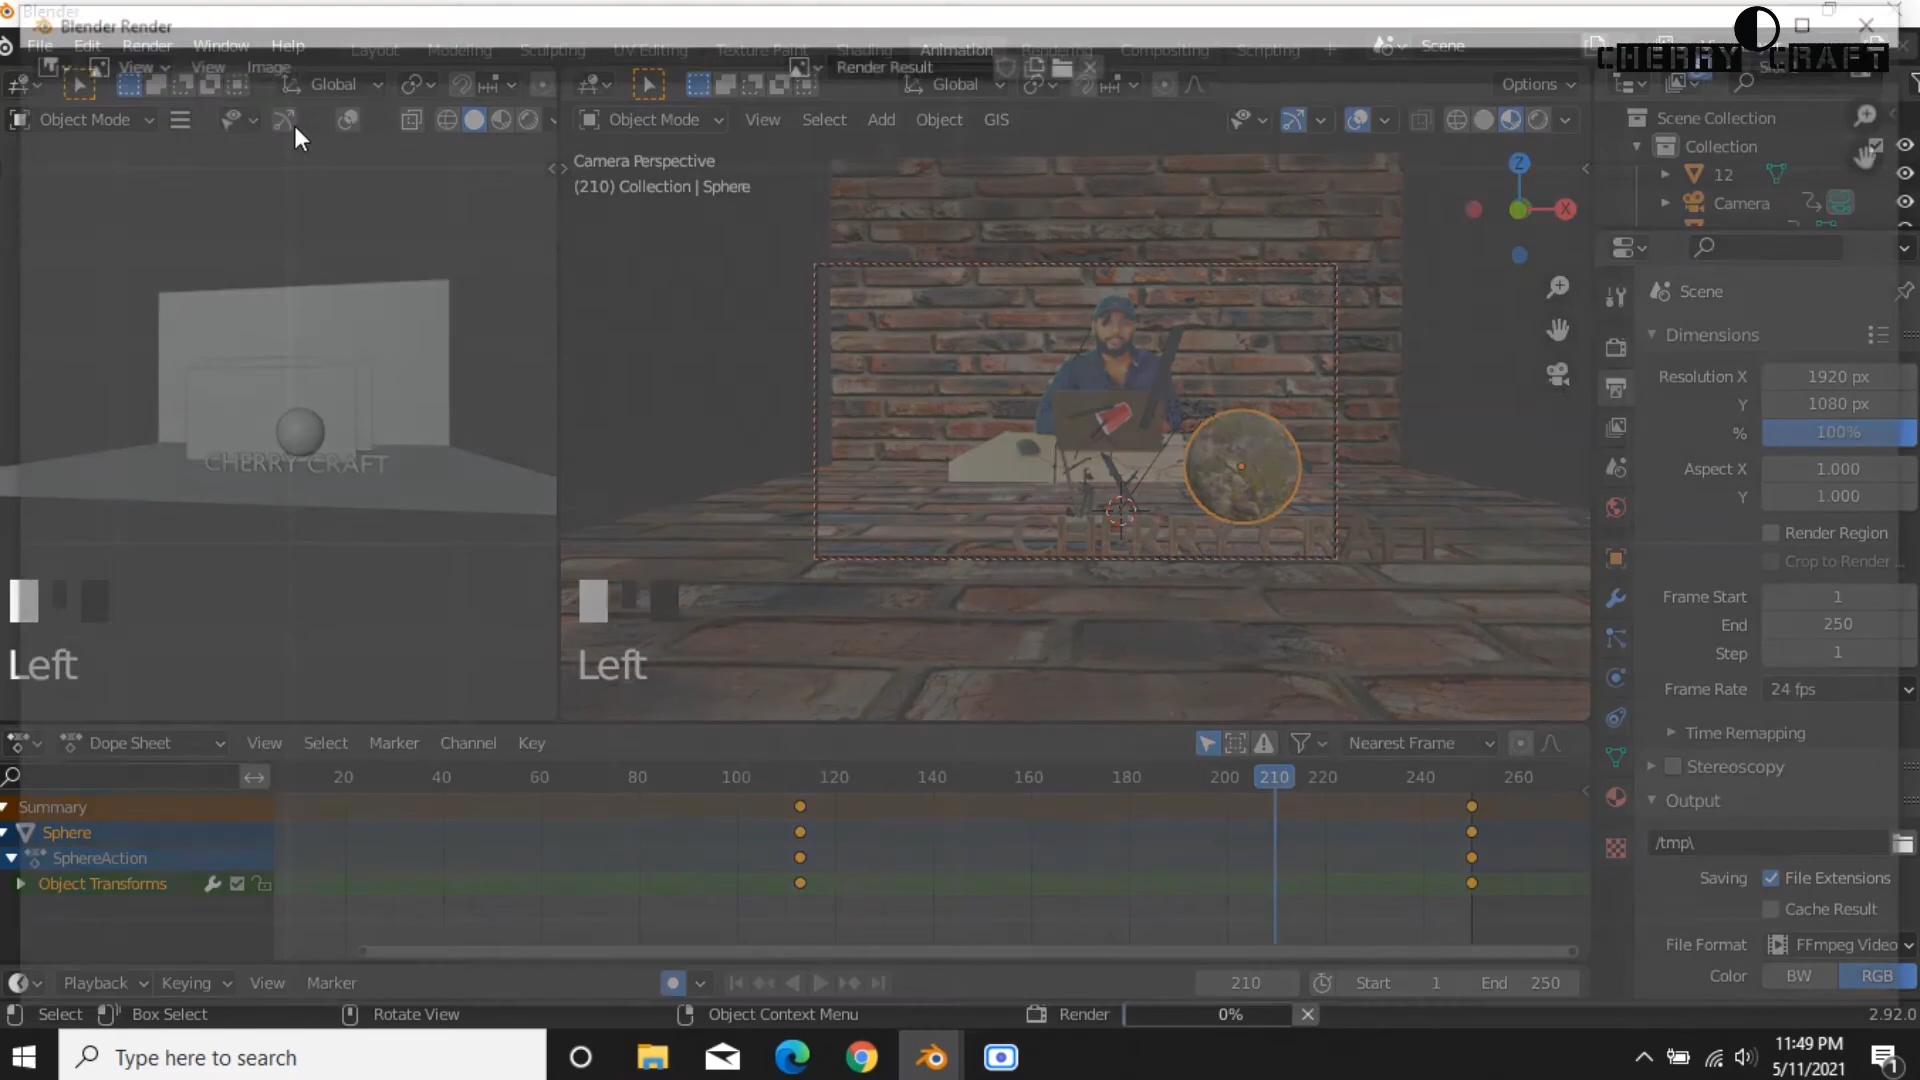 Blender
Blender Render
File Edit Render Window Help
Layout Modeling Sculpting UV Editing Texture Paint Shading Animation Rendering Compositing Scripting +
Scene
CHERRY CRAFT
View View Image
Render Result
Global
Global
Options
Object Mode
Object Mode View Select Add Object GIS
Camera Perspective
(210) Collection | Sphere
Z
X
Scene Collection
Collection
12
Camera
Scene
Dimensions
Resolution X 1920 px
Y 1080 px
% 100%
Aspect X 1.000
Y 1.000
Render Region
Crop to Render ...
Frame Start 1
End 250
Step 1
Frame Rate 24 fps
Time Remapping
Stereoscopy
Output
/tmp\
Saving File Extensions
Cache Result
File Format FFmpeg Video
Color BW RGB
CHERRY CRAFT
CHERRY CRAFT
Left
Left
Dope Sheet View Select Marker Channel Key
Nearest Frame
20 40 60 80 100 120 140 160 180 200 210 220 240 260
Summary
Sphere
SphereAction
Object Transforms
Playback Keying View Marker
210 Start 1 End 250
Select Box Select Rotate View Object Context Menu Render 0% 2.92.0
Type here to search
11:49 PM
5/11/2021
1